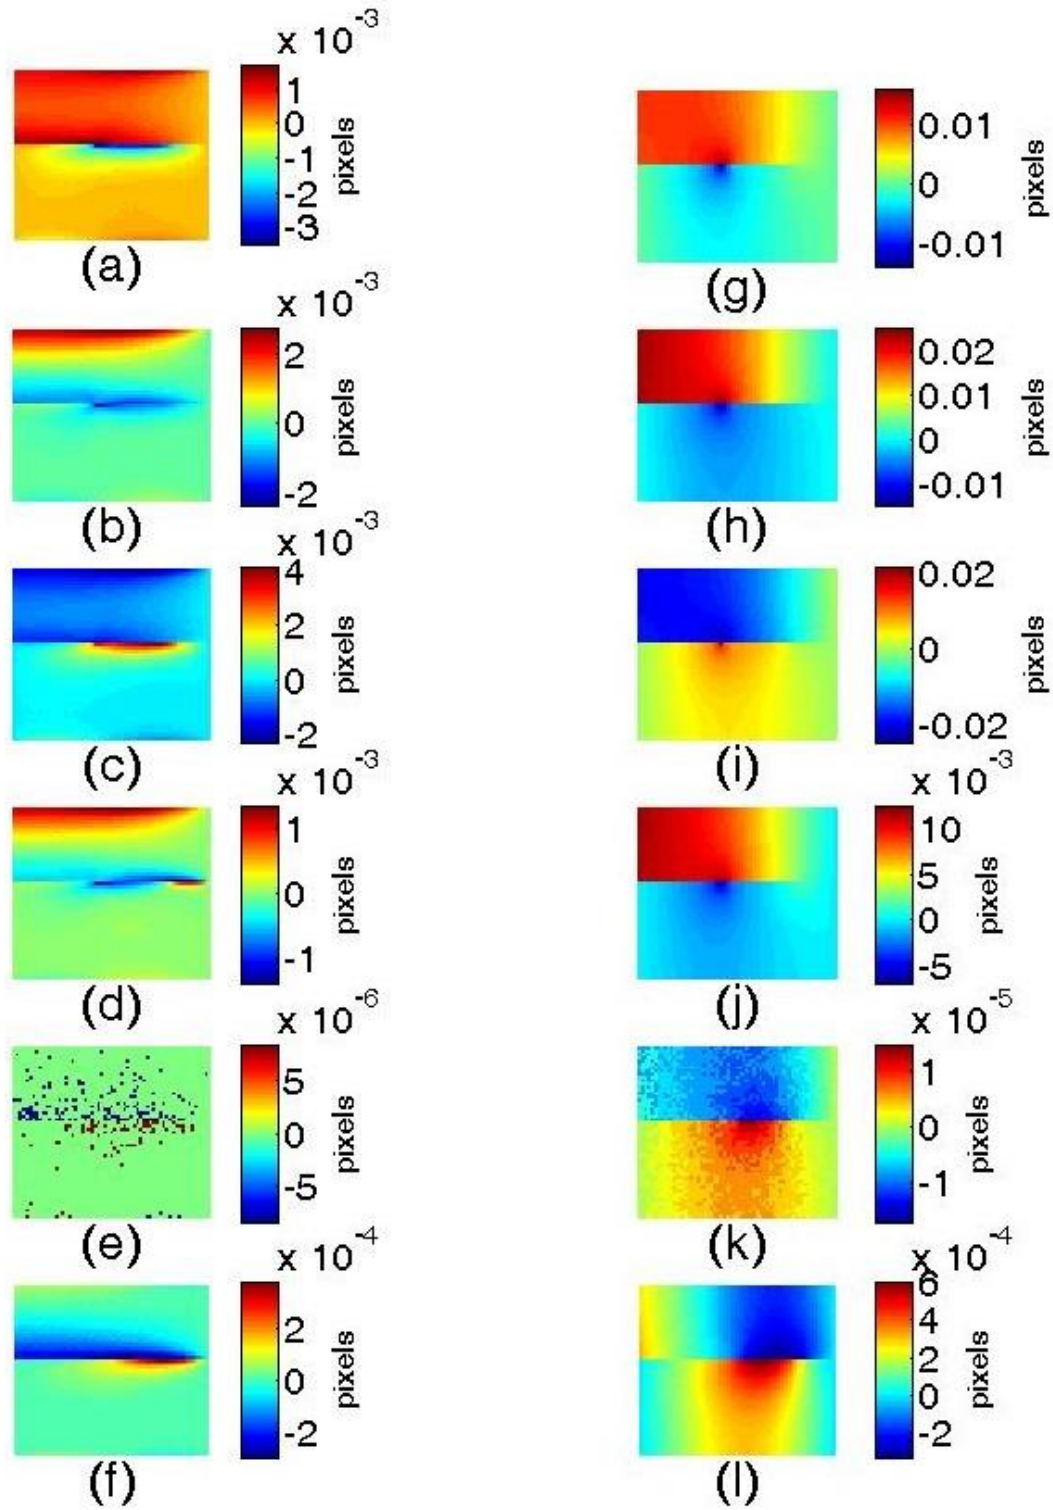 x 10-3
1
0
-1
-2
-3
pixels
(a)
x 10-3
2
0
-2
pixels
(b)
x 10-3
4
2
0
-2
pixels
(c)
x 10-3
1
0
-1
pixels
(d)
x 10-6
5
0
-5
pixels
(e)
x 10-4
2
0
-2
pixels
(f)
0.01
0
-0.01
pixels
(g)
0.02
0.01
0
-0.01
pixels
(h)
0.02
0
-0.02
pixels
(i)
x 10-3
10
5
0
-5
pixels
(j)
x 10-5
1
0
-1
pixels
(k)
x 10-4
6
4
2
0
-2
pixels
(l)